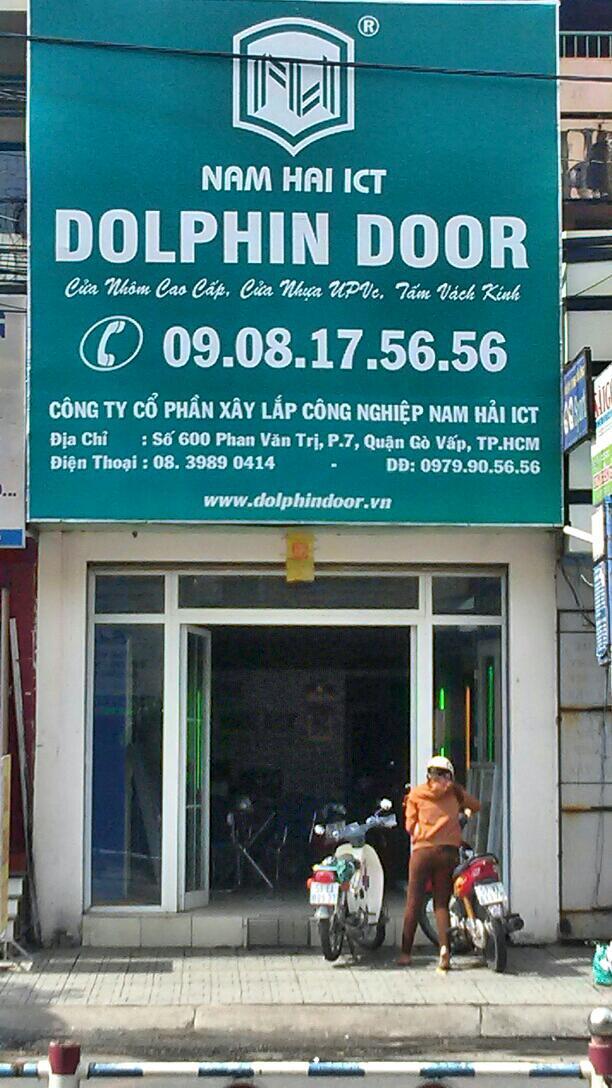 ®
NAM HAI ICT
DOLPHIN DOOR
Cửa Nhôm Cao Cấp, Cửa Nhựa UPVc, Tấm Vách Kính
09.08.17.56.56
CÔNG TY CỔ PHẦN XÂY LẮP CÔNG NGHIỆP NAM HẢI ICT
Địa Chỉ : Số 600 Phan Văn Trị, P.7, Quận Gò Vấp, TP.HCM
Điện Thoại : 08. 3989 0414 - DĐ: 0979.90.56.56
www.dolphindoor.vn